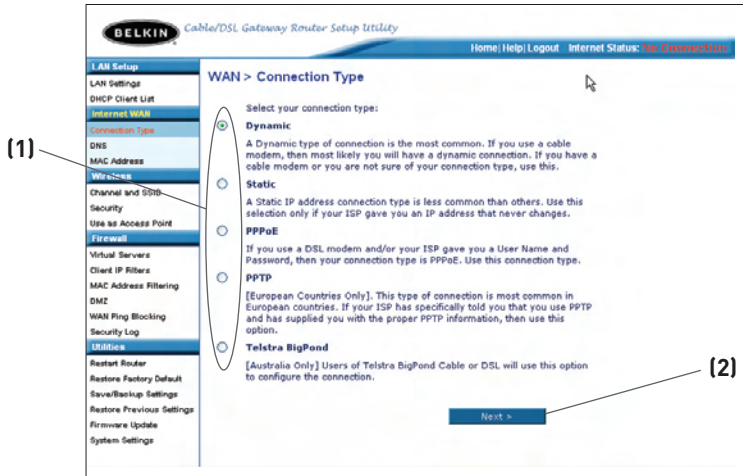 BELKIN Cable/DSL Gateway Router Setup Utility
Home| Help| Logout Internet Status: No Connection
LAN Setup
LAN Settings
DHCP Client List
Internet WAN
Connection Type
DNS
MAC Address
Wireless
Channel and SSID
Security
Use as Access Point
Firewall
Virtual Servers
Client IP Filters
MAC Address Filtering
DMZ
WAN Ping Blocking
Security Log
Utilities
Restart Router
Restore Factory Default
Save/Backup Settings
Restore Previous Settings
Firmware Update
System Settings
WAN > Connection Type
Select your connection type:
Dynamic
A Dynamic type of connection is the most common. If you use a cable
modem, then most likely you will have a dynamic connection. If you have a
cable modem or you are not sure of your connection type, use this.
Static
A Static IP address connection type is less common than others. Use this
selection only if your ISP gave you an IP address that never changes.
PPPoE
If you use a DSL modem and/or your ISP gave you a User Name and
Password, then your connection type is PPPoE. Use this connection type.
PPTP
[European Countries Only]. This type of connection is most common in
European countries. If your ISP has specifically told you that you use PPTP
and has supplied you with the proper PPTP information, then use this
option.
Telstra BigPond
[Australia Only] Users of Telstra BigPond Cable or DSL will use this option
to configure the connection.
Next >
(1)
(2)